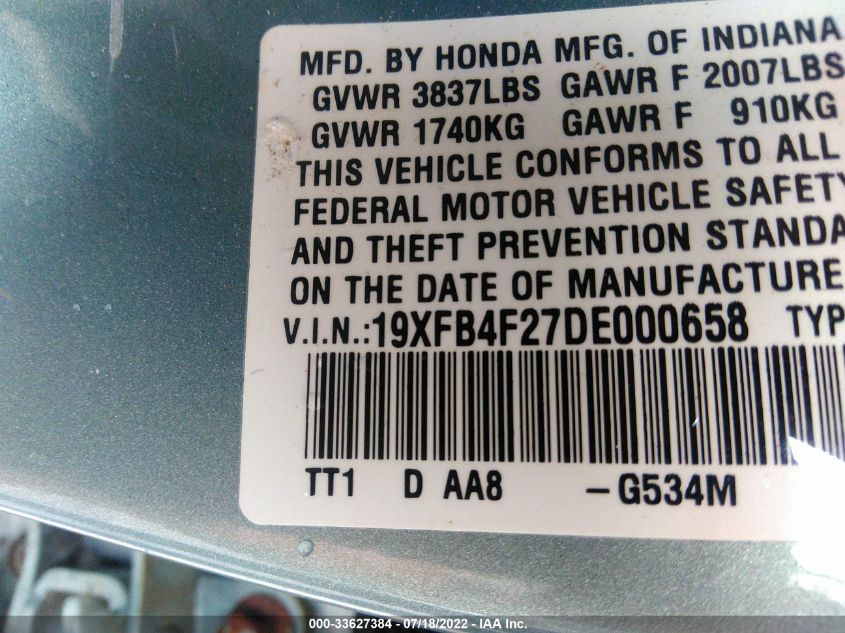 MFD. BY HONDA MFG. OF INDIANA
GVWR 3837LBS GAWR F 2007LBS
GVWR 1740KG GAWR F 910KG
THIS VEHICLE CONFORMS TO ALL
FEDERAL MOTOR VEHICLE SAFETY
AND THEFT PREVENTION STANDA
ON THE DATE OF MANUFACTURE
V.I.N.:19XFB4F27DE000658 TYP
TT1 D AA8 -G534M
000-33627384 - 07/18/2022 - IAA Inc.